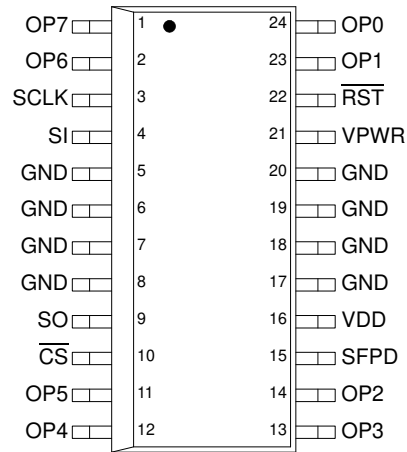 OP7 1 24 OP0
OP6 2 23 OP1
SCLK 3 22 RST
SI 4 21 VPWR
GND 5 20 GND
GND 6 19 GND
GND 7 18 GND
GND 8 17 GND
SO 9 16 VDD
CS 10 15 SFPD
OP5 11 14 OP2
OP4 12 13 OP3